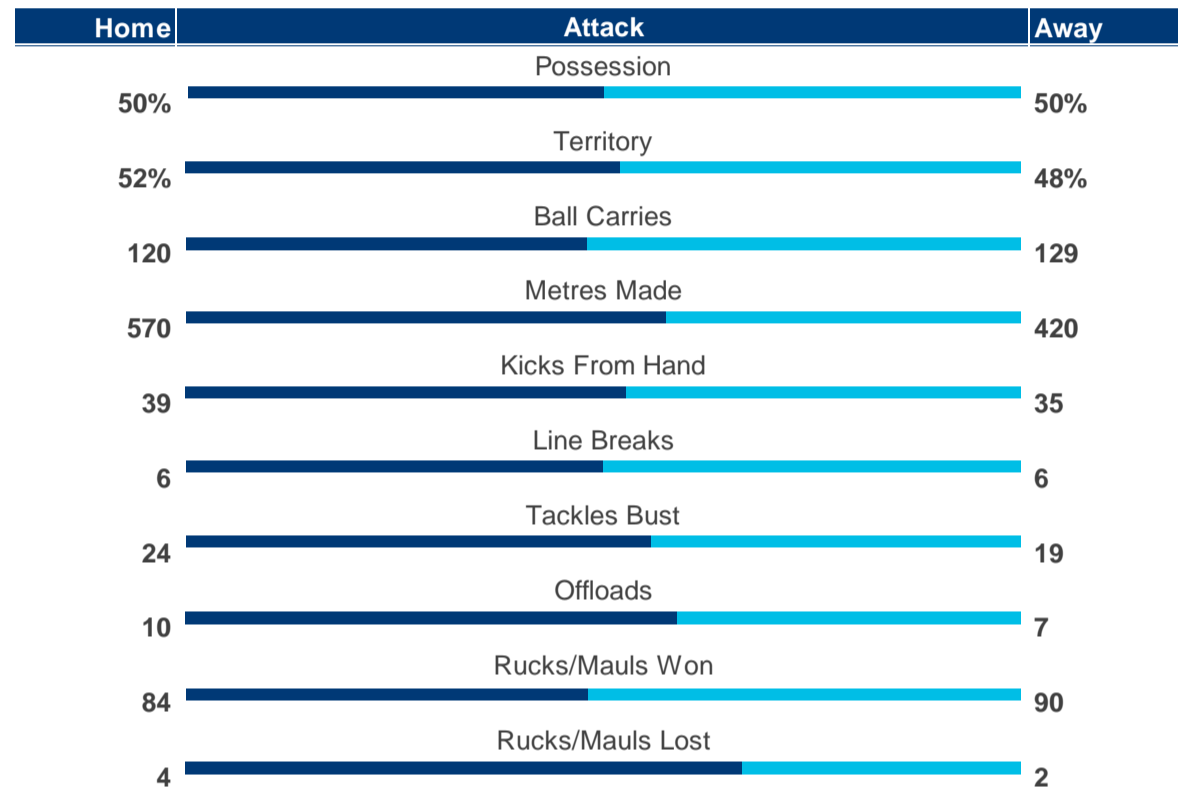 Home Attack Away
Possession
50% 50%
Territory
52% 48%
Ball Carries
120 129
Metres Made
570 420
Kicks From Hand
39 35
Line Breaks
6 6
Tackles Bust
24 19
Offloads
10 7
Rucks/Mauls Won
84 90
Rucks/Mauls Lost
4 2